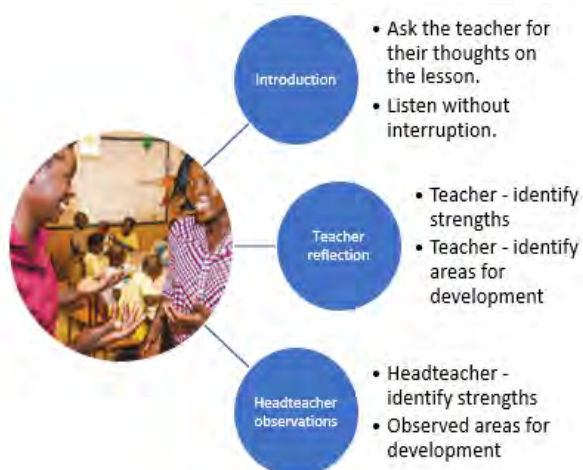 Introduction
• Ask the teacher for
their thoughts on
the lesson.
• Listen without
interruption.
Teacher
reflection
• Teacher - identify
strengths
• Teacher - identify
areas for
development
Headteacher
observations
• Headteacher -
identify strengths
• Observed areas for
development